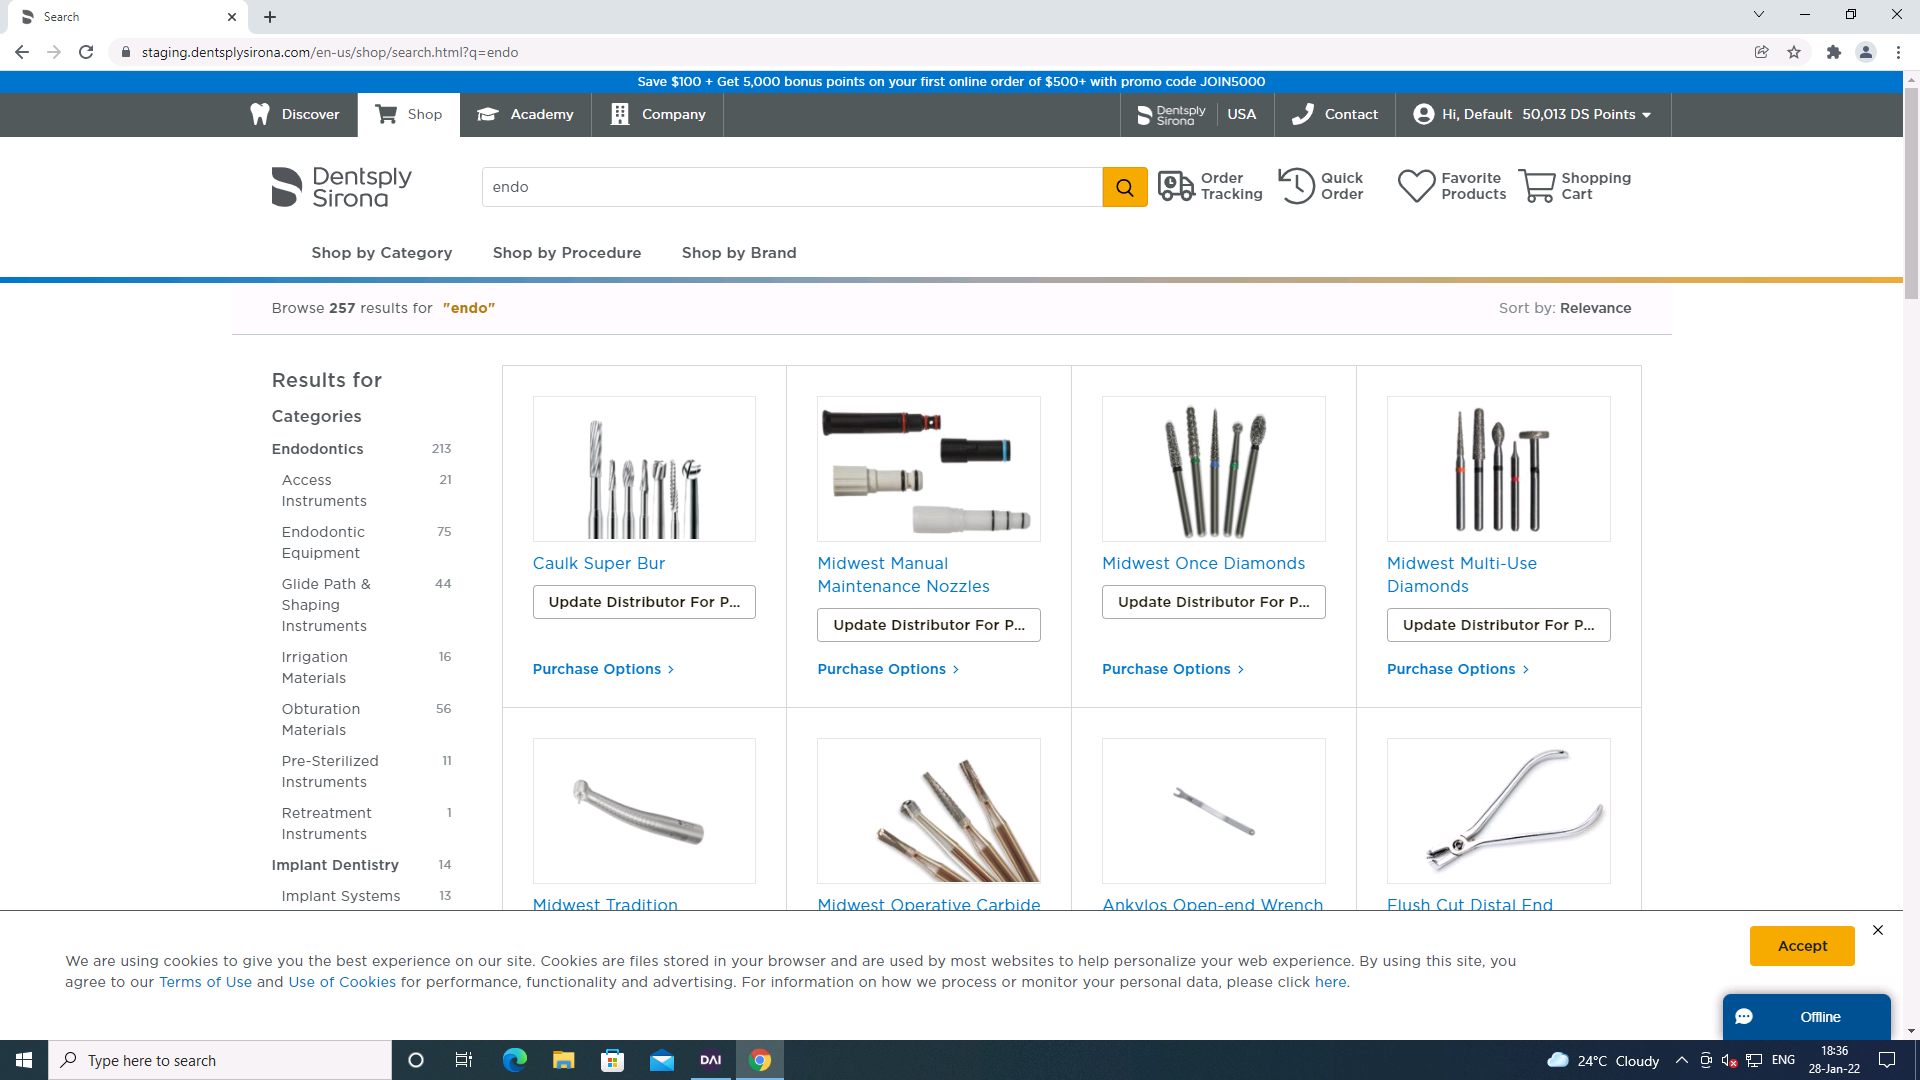 Search
staging.dentsplysirona.com/en-us/shop/search.html?q=endo
Save $100 + Get 5,000 bonus points on your first online order of $500+ with promo code JOIN5000
Discover
Shop
Academy
Company
Dentsply
Sirona
USA
Contact
Hi, Default 50,013 DS Points
Dentsply
Sirona
endo
Order
Tracking
Quick
Order
Favorite
Products
Shopping
Cart
Shop by Category
Shop by Procedure
Shop by Brand
Browse 257 results for "endo"
Sort by: Relevance
Results for
Categories
Endodontics 213
Access
Instruments 21
Endodontic
Equipment 75
Glide Path &
Shaping
Instruments 44
Irrigation
Materials 16
Obturation
Materials 56
Pre-Sterilized
Instruments 11
Retreatment
Instruments 1
Implant Dentistry 14
Implant Systems 13
Caulk Super Bur
Update Distributor For P...
Purchase Options
Midwest Manual
Maintenance Nozzles
Update Distributor For P...
Purchase Options
Midwest Once Diamonds
Update Distributor For P...
Purchase Options
Midwest Multi-Use
Diamonds
Update Distributor For P...
Purchase Options
Midwest Tradition
Midwest Operative Carbide
Ankylos Open-end Wrench
Flush Cut Distal End
We are using cookies to give you the best experience on our site. Cookies are files stored in your browser and are used by most websites to help personalize your web experience. By using this site, you
agree to our Terms of Use and Use of Cookies for performance, functionality and advertising. For information on how we process or monitor your personal data, please click here.
Accept
Offline
Type here to search
DAI
24°C Cloudy
ENG
18:36
28-Jan-22